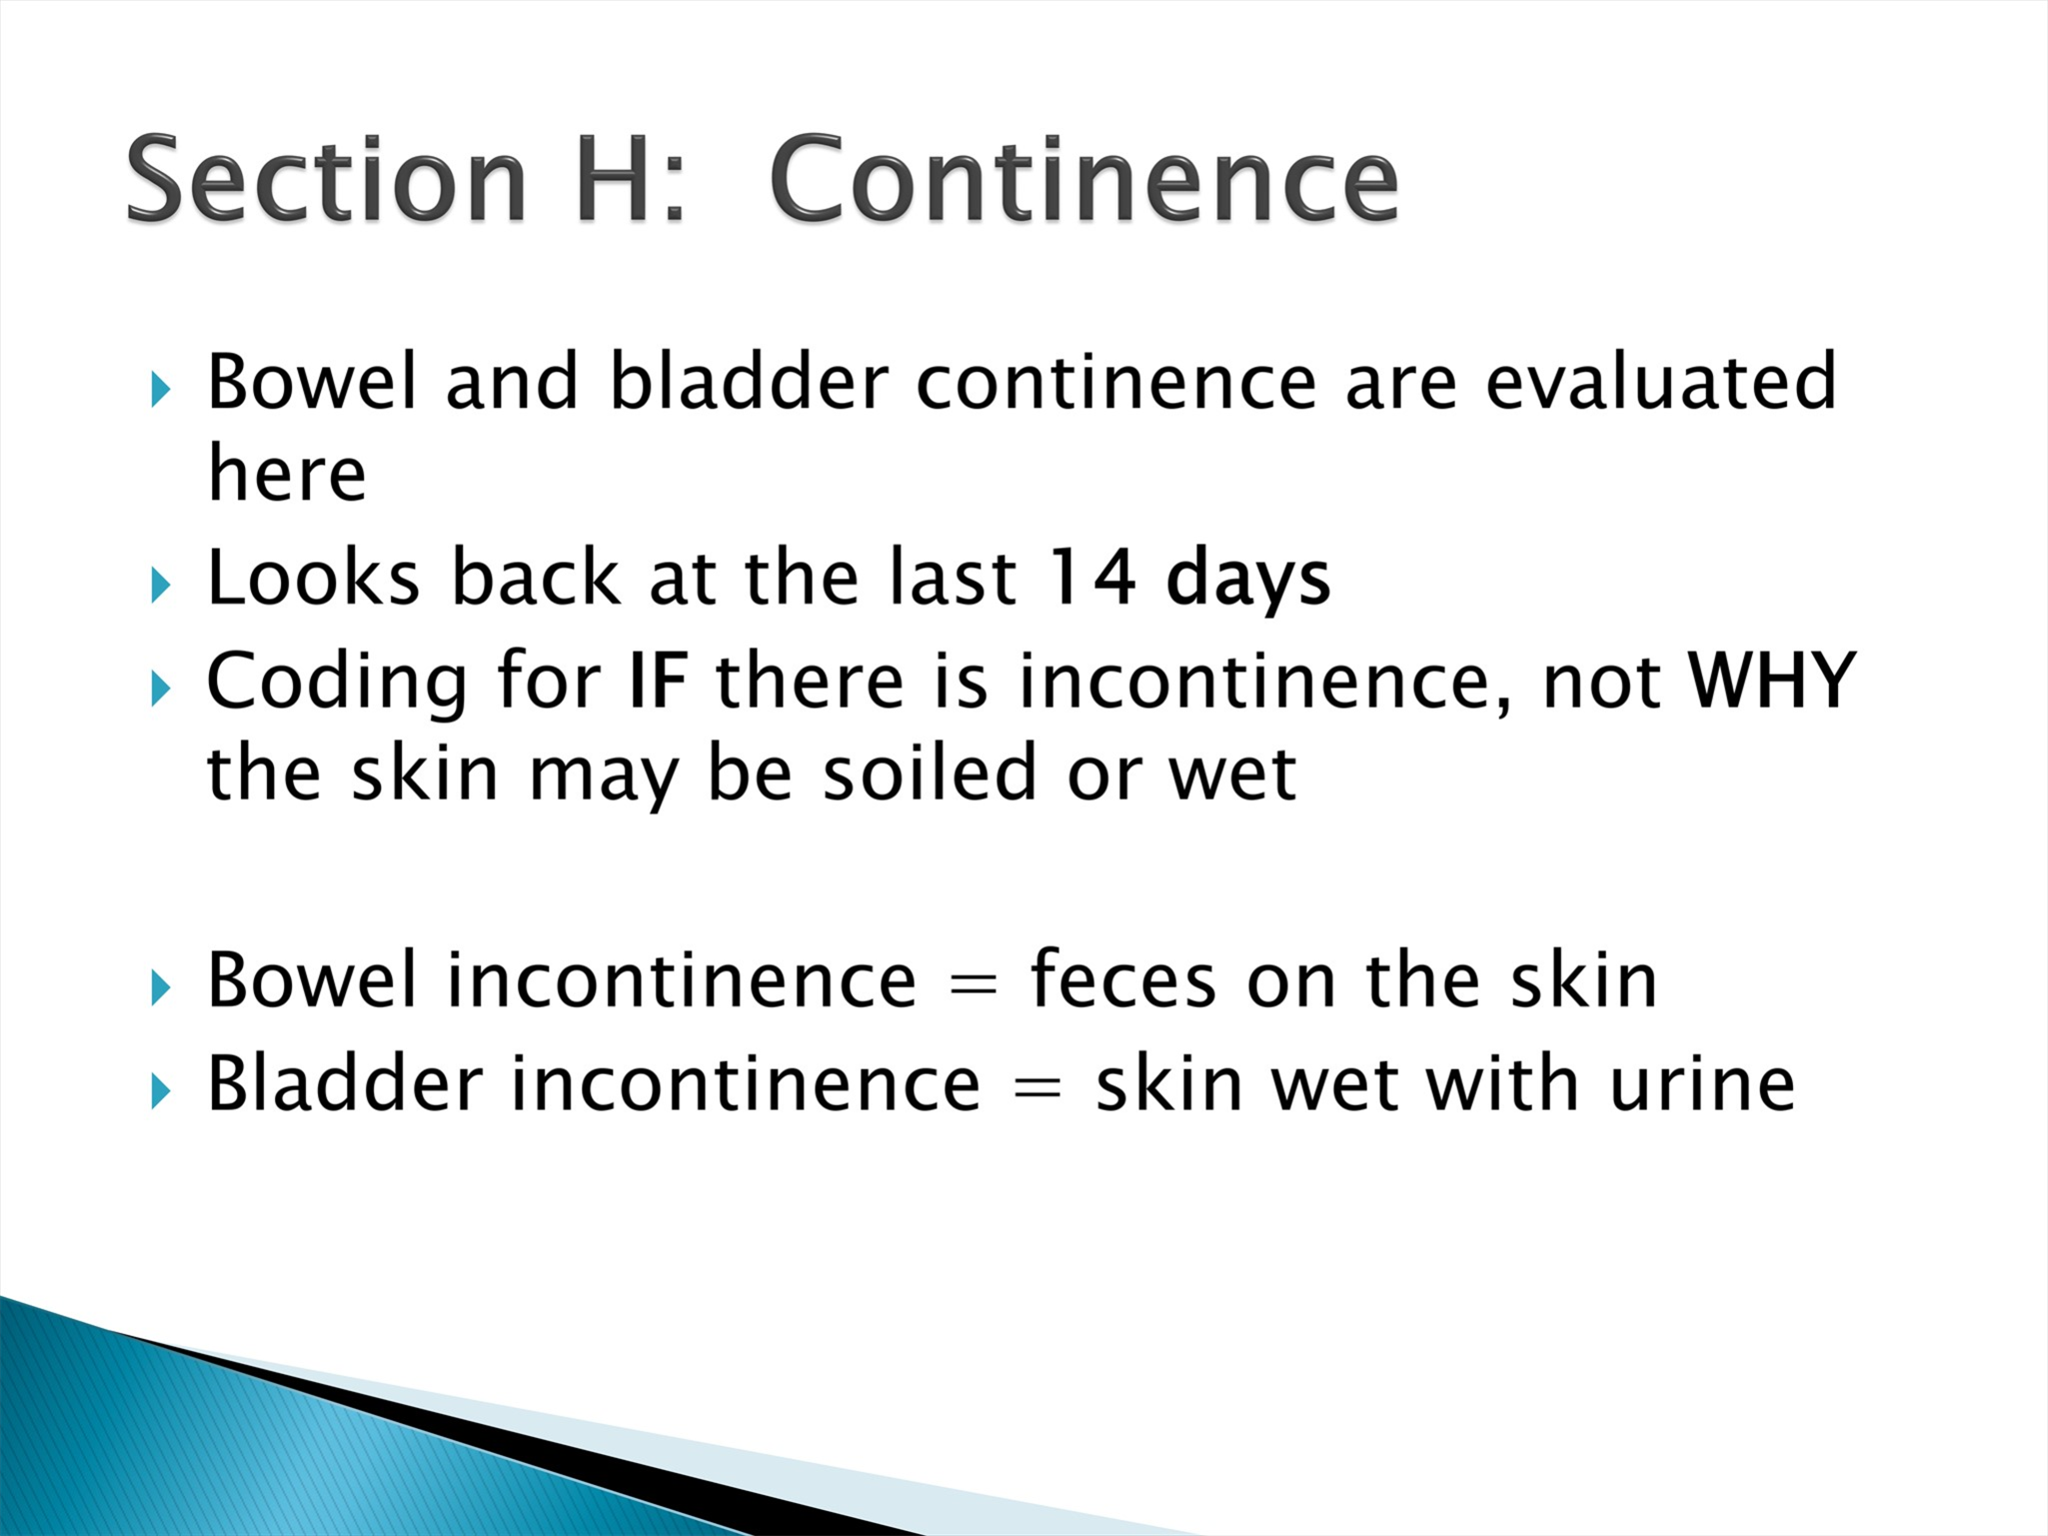 Section H:  Continence
Bowel and bladder continence are evaluated
here
Looks back at the last 14 days
Coding for IF there is incontinence, not WHY
the skin may be soiled or wet
Bowel incontinence = feces on the skin
Bladder incontinence = skin wet with urine